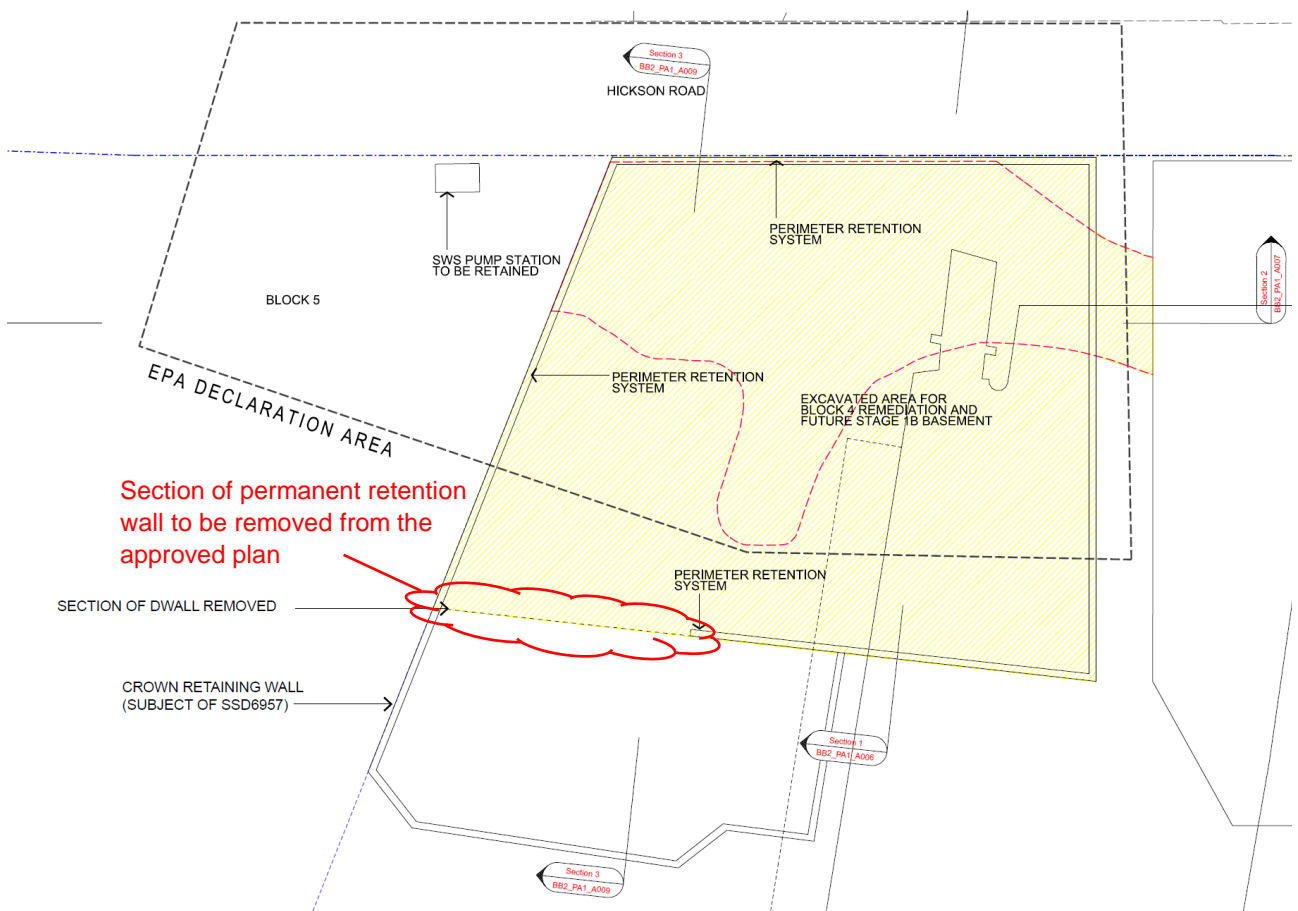 Section 3
BB2_PA1_A009
HICKSON ROAD
PERIMETER RETENTION
SYSTEM
SWS PUMP STATION
TO BE RETAINED
BLOCK 5
Section 2
BB2_PA1_A007
EPA DECLARATION AREA
PERIMETER RETENTION
SYSTEM
EXCAVATED AREA FOR
BLOCK 4 REMEDIATION AND
FUTURE STAGE 1B BASEMENT
Section of permanent retention
wall to be removed from the
approved plan
PERIMETER RETENTION
SYSTEM
SECTION OF DWALL REMOVED
CROWN RETAINING WALL
(SUBJECT OF SSD6957)
Section 1
BB2_PA1_A006
Section 3
BB2_PA1_A009